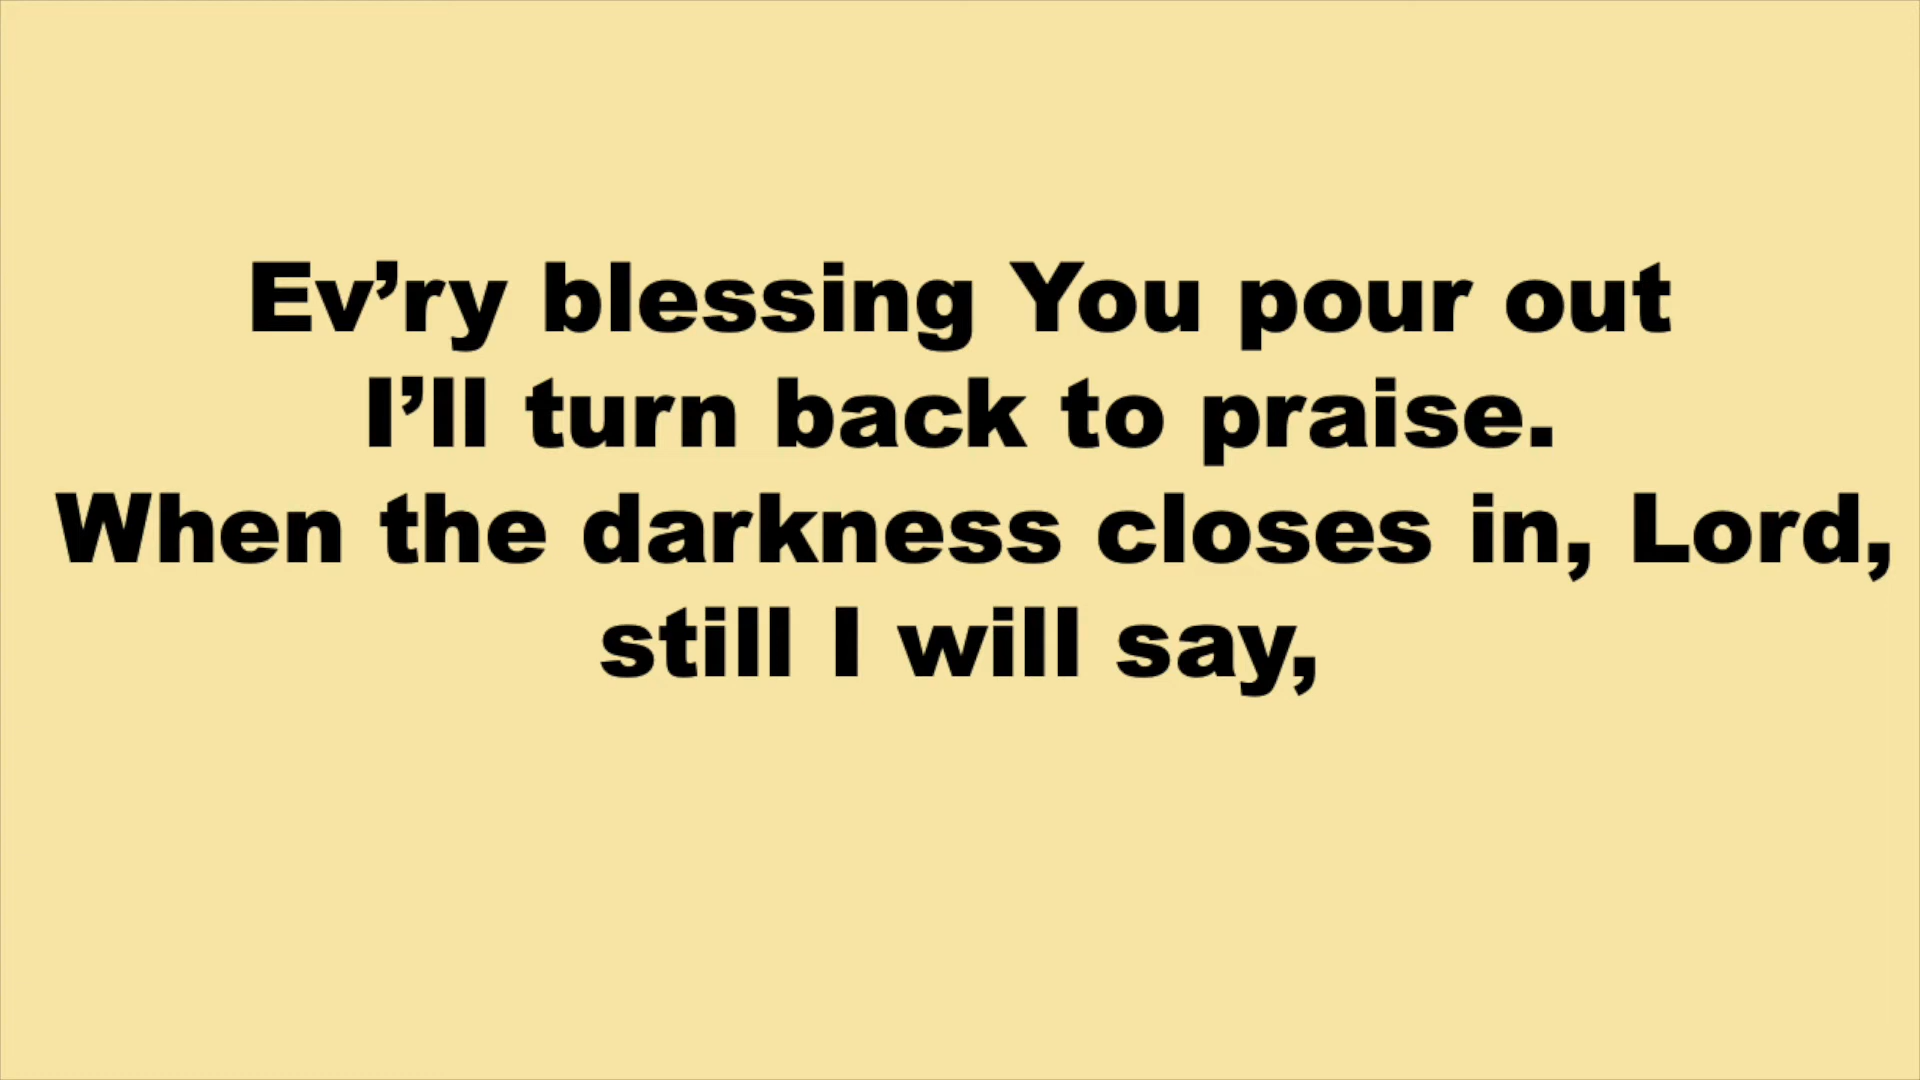 Ev’ry blessing You pour out
I’ll turn back to praise.
When the darkness closes in, Lord,
still I will say,